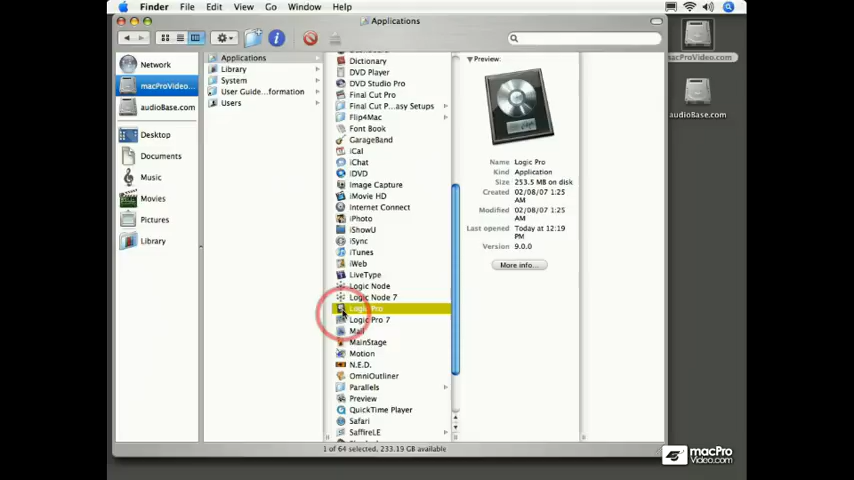 Finder File Edit View Go Window Help
Applications
Network
macProVideo...
audioBase.com
Desktop
Documents
Music
Movies
Pictures
Library
Applications
Library
System
User Guide...formation
Users
Dictionary
DVD Player
DVD Studio Pro
Final Cut Pro
Final Cut P...asy Setups
Flip4Mac
Font Book
GarageBand
iCal
iChat
iDVD
Image Capture
iMovie HD
Internet Connect
iPhoto
iShowU
iSync
iTunes
iWeb
LiveType
Logic Node
Logic Node 7
Logic Pro
Logic Pro 7
Mail
MainStage
Motion
N.E.D.
OmniOutliner
Parallels
Preview
QuickTime Player
Safari
SaffireLE
Preview:
Name Logic Pro
Kind Application
Size 253.5 MB on disk
Created 02/08/07 1:25
AM
Modified 02/08/07 1:25
AM
Last opened Today at 12:19
PM
Version 9.0.0
More info...
1 of 64 selected, 233.19 GB available
macProVideo.com
audioBase.com
macPro
Video.com